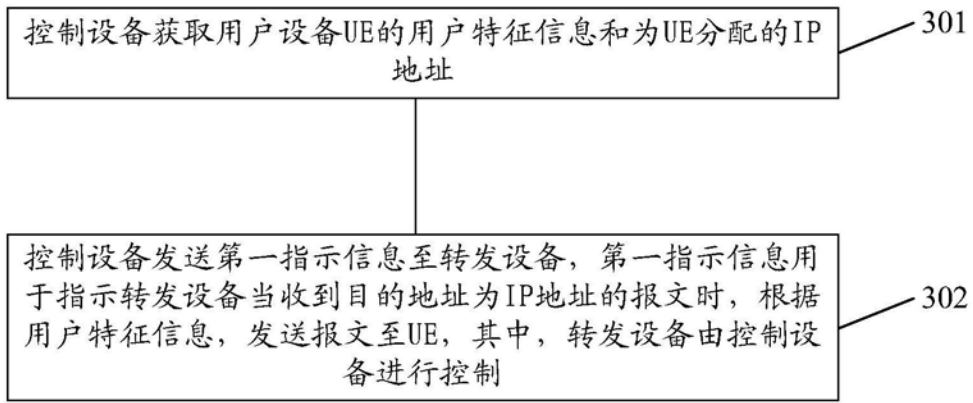 控制设备获取用户设备UE的用户特征信息和为UE分配的IP
地址
301
控制设备发送第一指示信息至转发设备，第一指示信息用
于指示转发设备当收到目的地址为IP地址的报文时，根据
用户特征信息，发送报文至UE，其中，转发设备由控制设
备进行控制
302